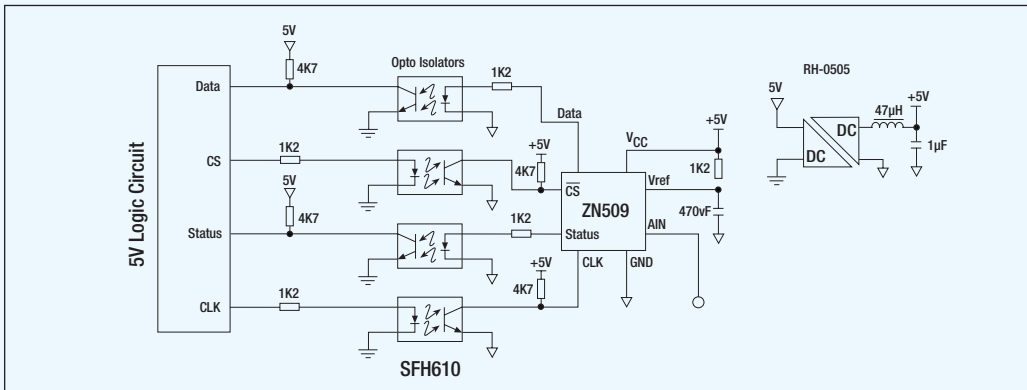 5V Logic Circuit
Data
CS
Status
CLK
5V
4K7
1K2
5V
4K7
1K2
Opto Isolators
SFH610
1K2
Data
+5V
4K7
CS
1K2
Status
+5V
4K7
CLK
ZN509
VCC
+5V
1K2
Vref
470vF
AIN
GND
RH-0505
5V
DC
DC
47μH
+5V
1μF